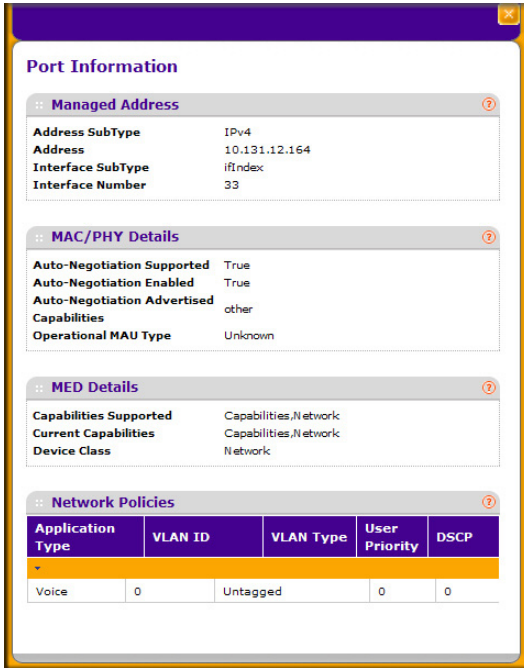 Port Information
Managed Address
Address SubType IPv4
Address 10.131.12.164
Interface SubType ifIndex
Interface Number 33
MAC/PHY Details
Auto-Negotiation Supported True
Auto-Negotiation Enabled True
Auto-Negotiation Advertised
Capabilities other
Operational MAU Type Unknown
MED Details
Capabilities Supported Capabilities,Network
Current Capabilities Capabilities,Network
Device Class Network
Network Policies
Application Type VLAN ID VLAN Type User Priority DSCP
Voice 0 Untagged 0 0